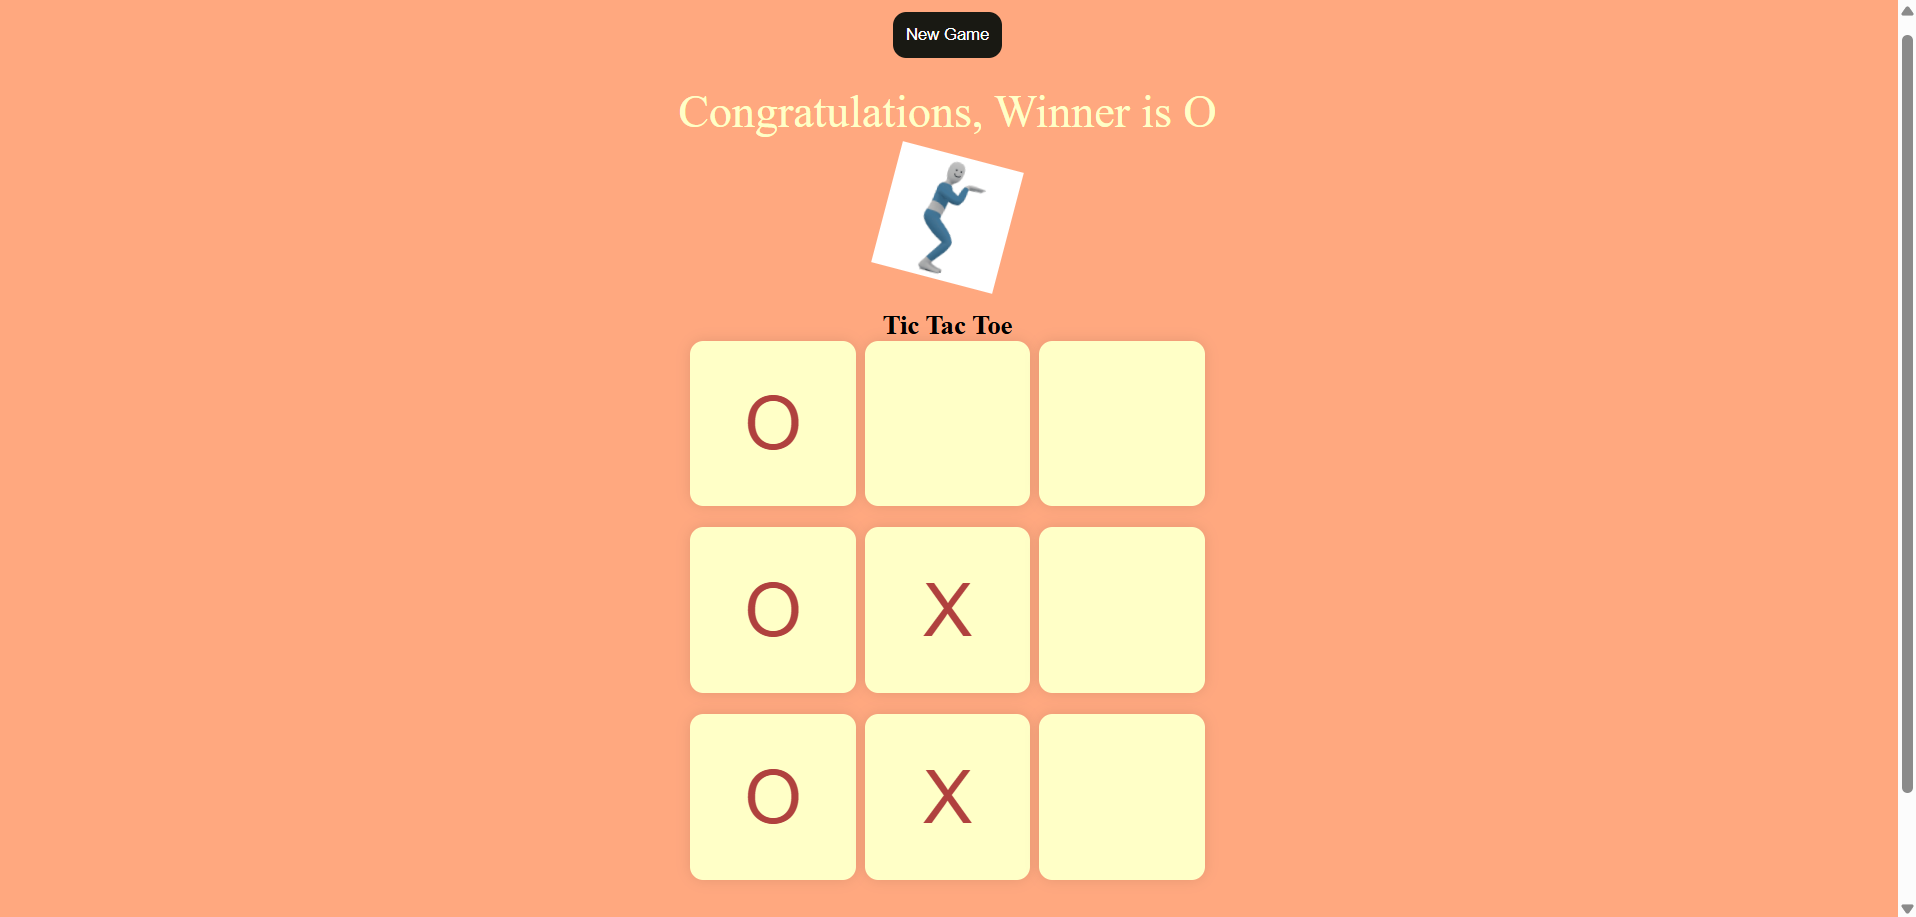 New Game
Congratulations, Winner is O
Tic Tac Toe
O
O X
O X